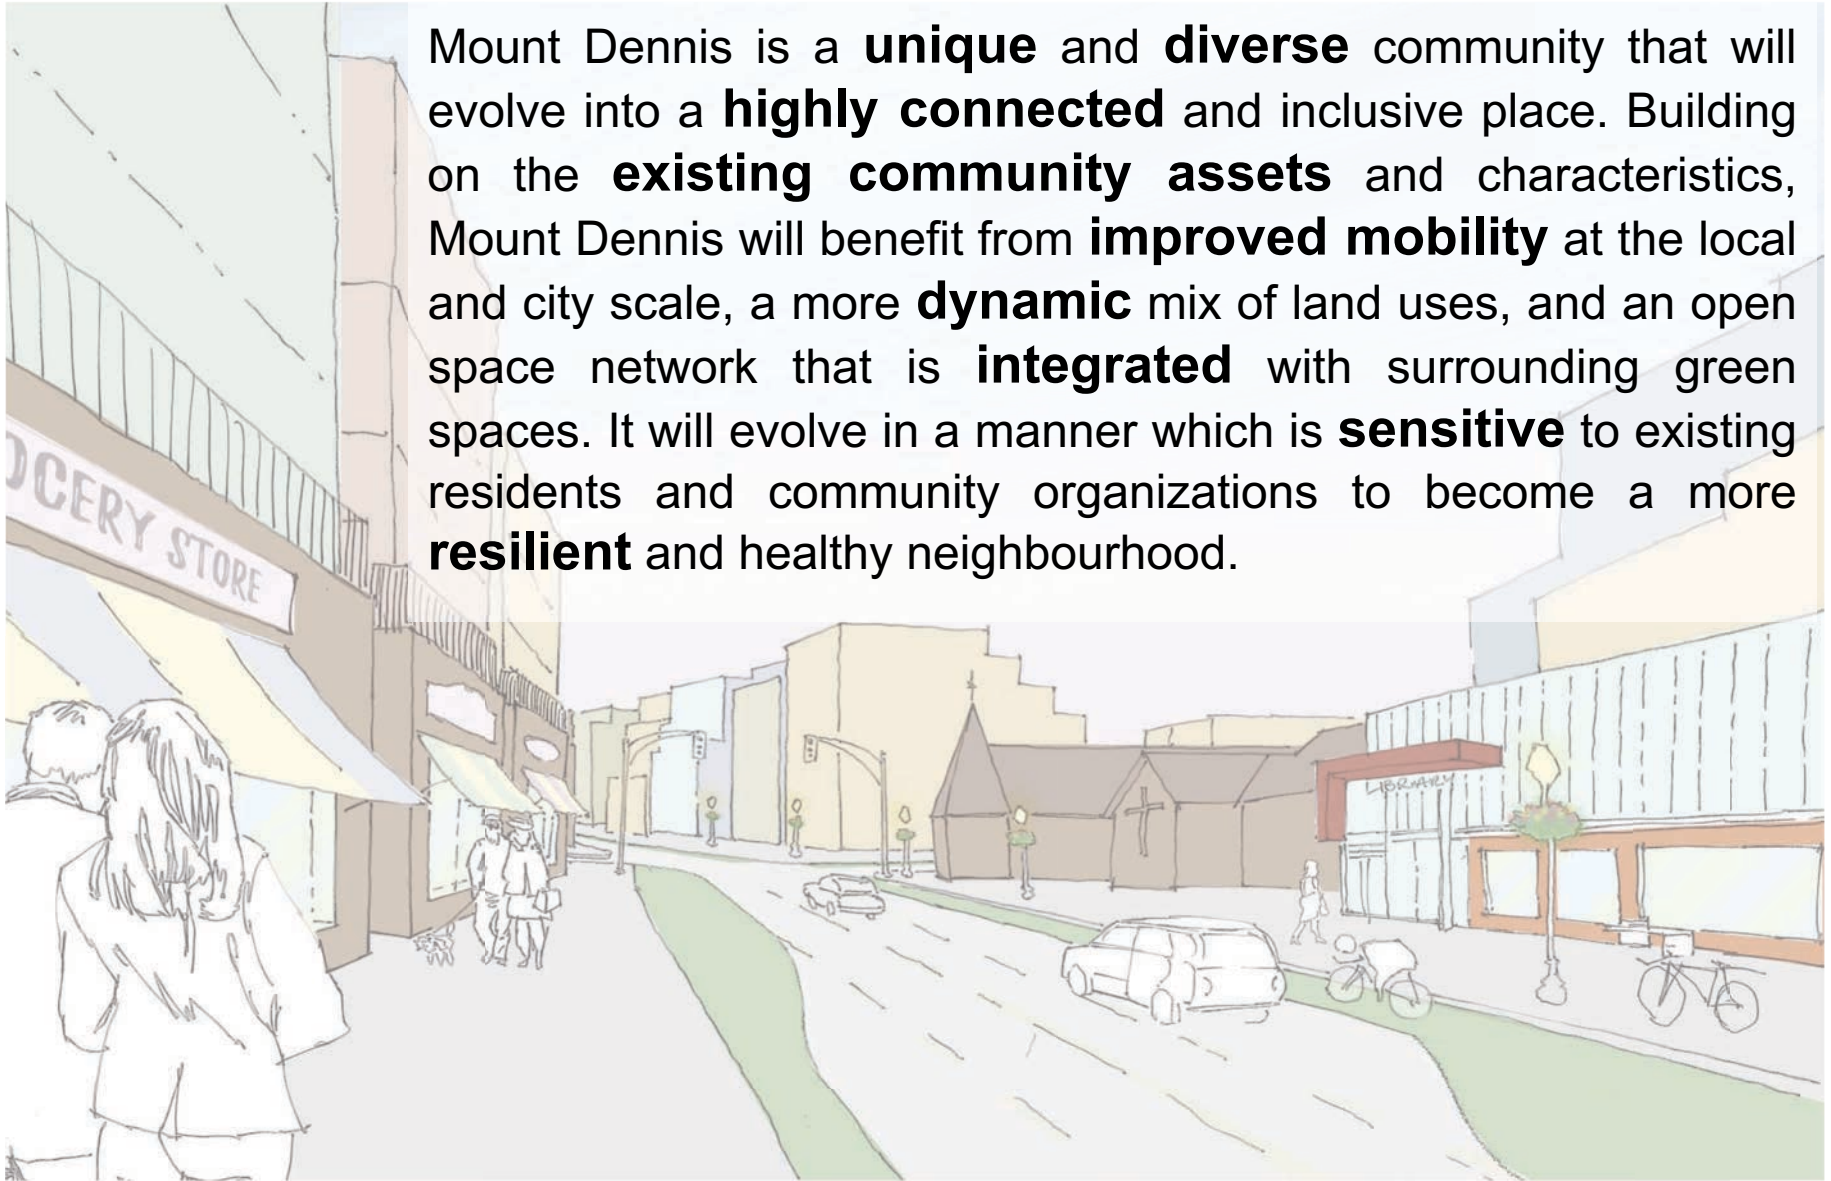 Mount Dennis is a unique and diverse community that will
evolve into a highly connected and inclusive place. Building
on the existing community assets and characteristics,
Mount Dennis will benefit from improved mobility at the local
and city scale, a more dynamic mix of land uses, and an open
space network that is integrated with surrounding green
spaces. It will evolve in a manner which is sensitive to existing
residents and community organizations to become a more
resilient and healthy neighbourhood.
OCERY STORE
LIBRARY